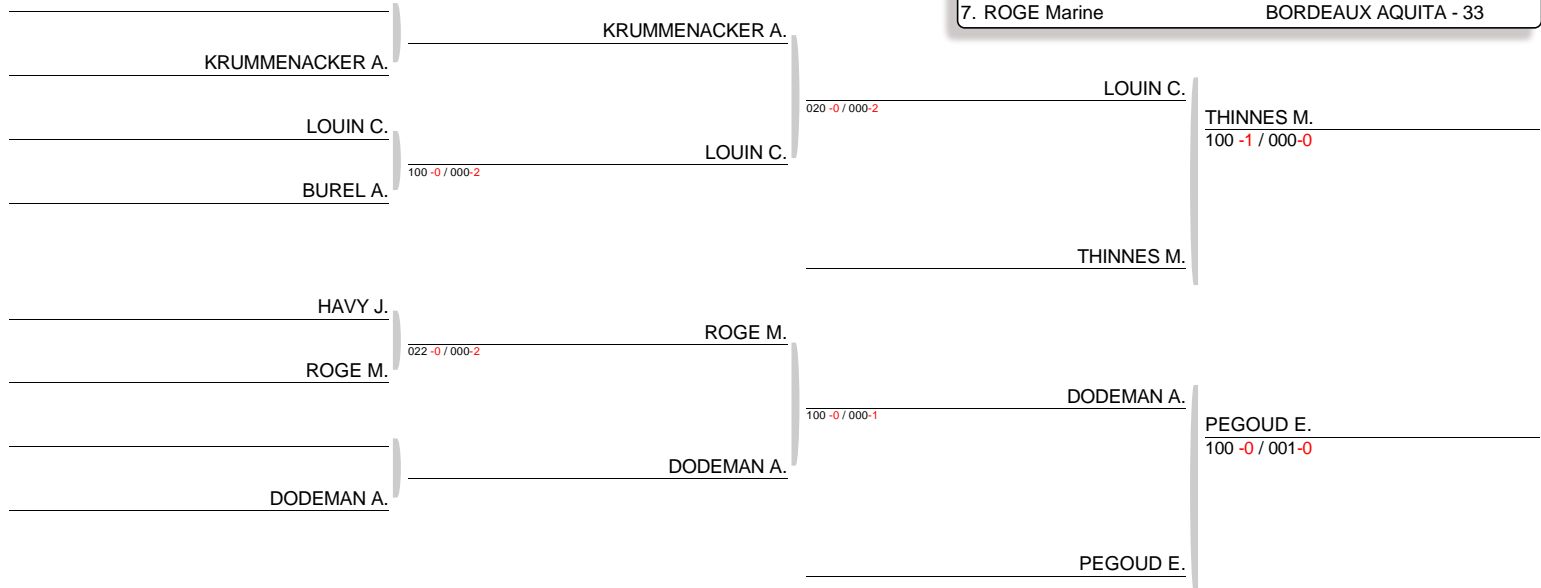 7. ROGE Marine BORDEAUX AQUITA - 33
KRUMMENACKER A.
KRUMMENACKER A.
LOUIN C.
020 -0 / 000-2
THINNES M.
100 -1 / 000-0
LOUIN C.
LOUIN C.
100 -0 / 000-2
BUREL A.
THINNES M.
HAVY J.
ROGE M.
022 -0 / 000-2
ROGE M.
DODEMAN A.
100 -0 / 000-1
PEGOUD E.
100 -0 / 001-0
DODEMAN A.
DODEMAN A.
PEGOUD E.